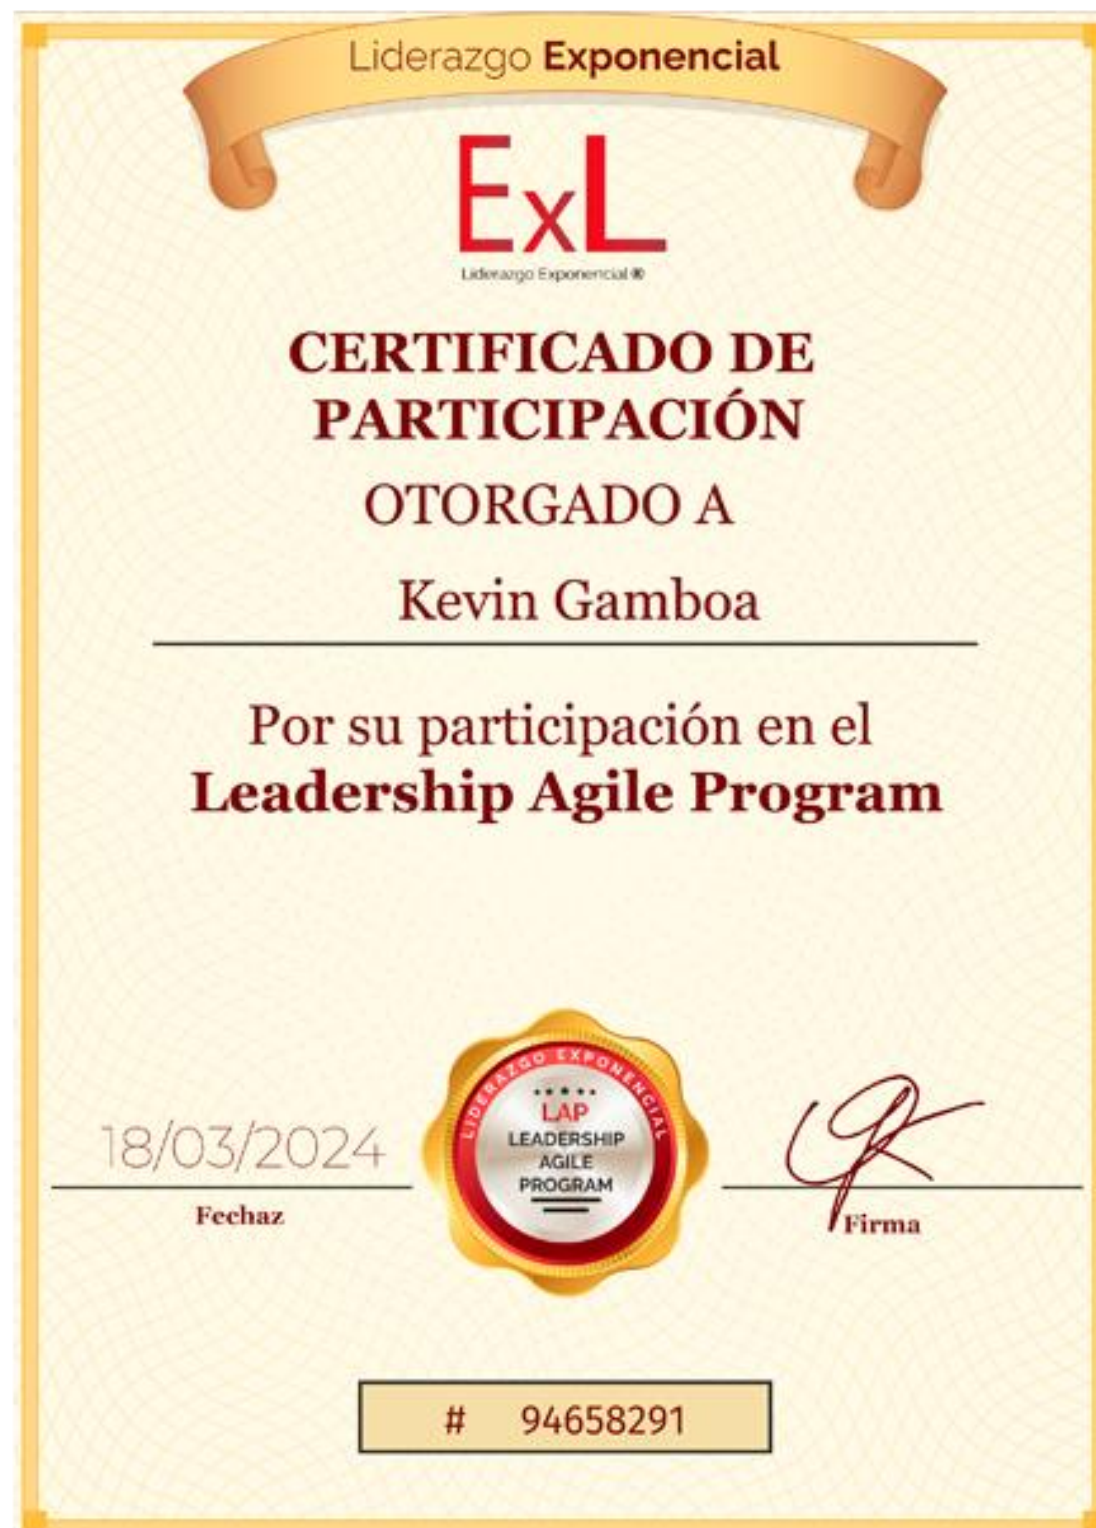 Liderazgo Exponencial
ExL
Liderazgo Exponencial ®
CERTIFICADO DE
PARTICIPACIÓN
OTORGADO A
Kevin Gamboa
Por su participación en el
Leadership Agile Program
LIDERAZGO EXPONENCIAL
LAP
LEADERSHIP
AGILE
PROGRAM
18/03/2024
Fechaz
Firma
# 94658291